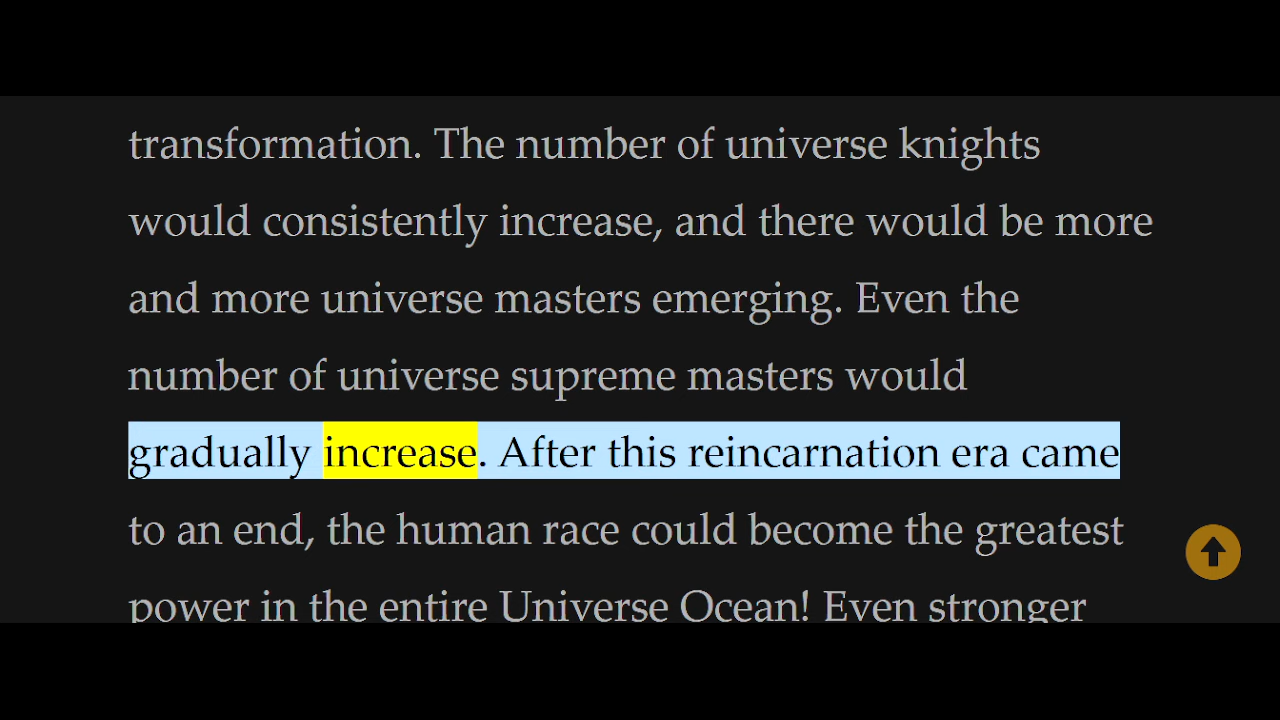 transformation. The number of universe knights
would consistently increase, and there would be more
and more universe masters emerging. Even the
number of universe supreme masters would
gradually increase. After this reincarnation era came
to an end, the human race could become the greatest
power in the entire Universe Ocean! Even stronger